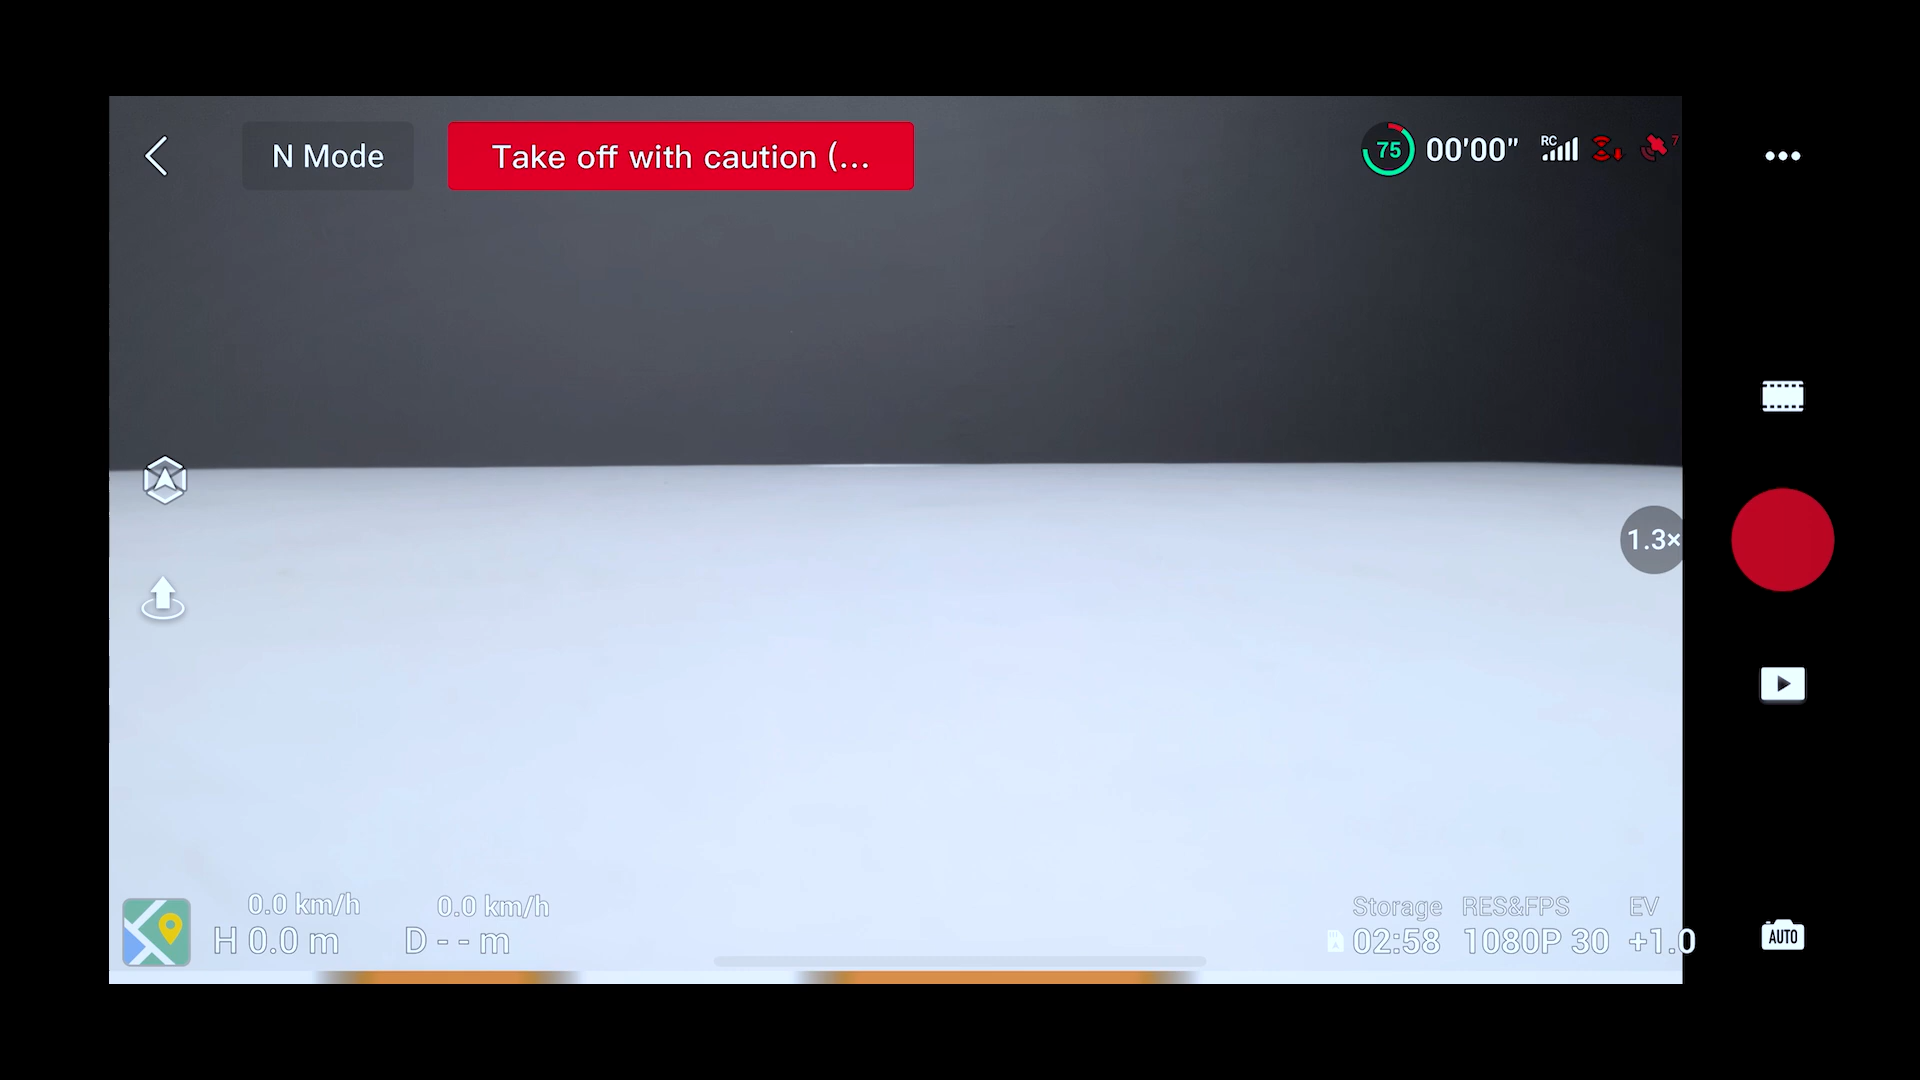 N Mode
Take off with caution (...
75
00'00"
RC
7
1.3×
0.0 km/h
0.0 km/h
H 0.0 m
D - - m
Storage
RES&FPS
EV
02:58
1080P 30
+1.0
AUTO